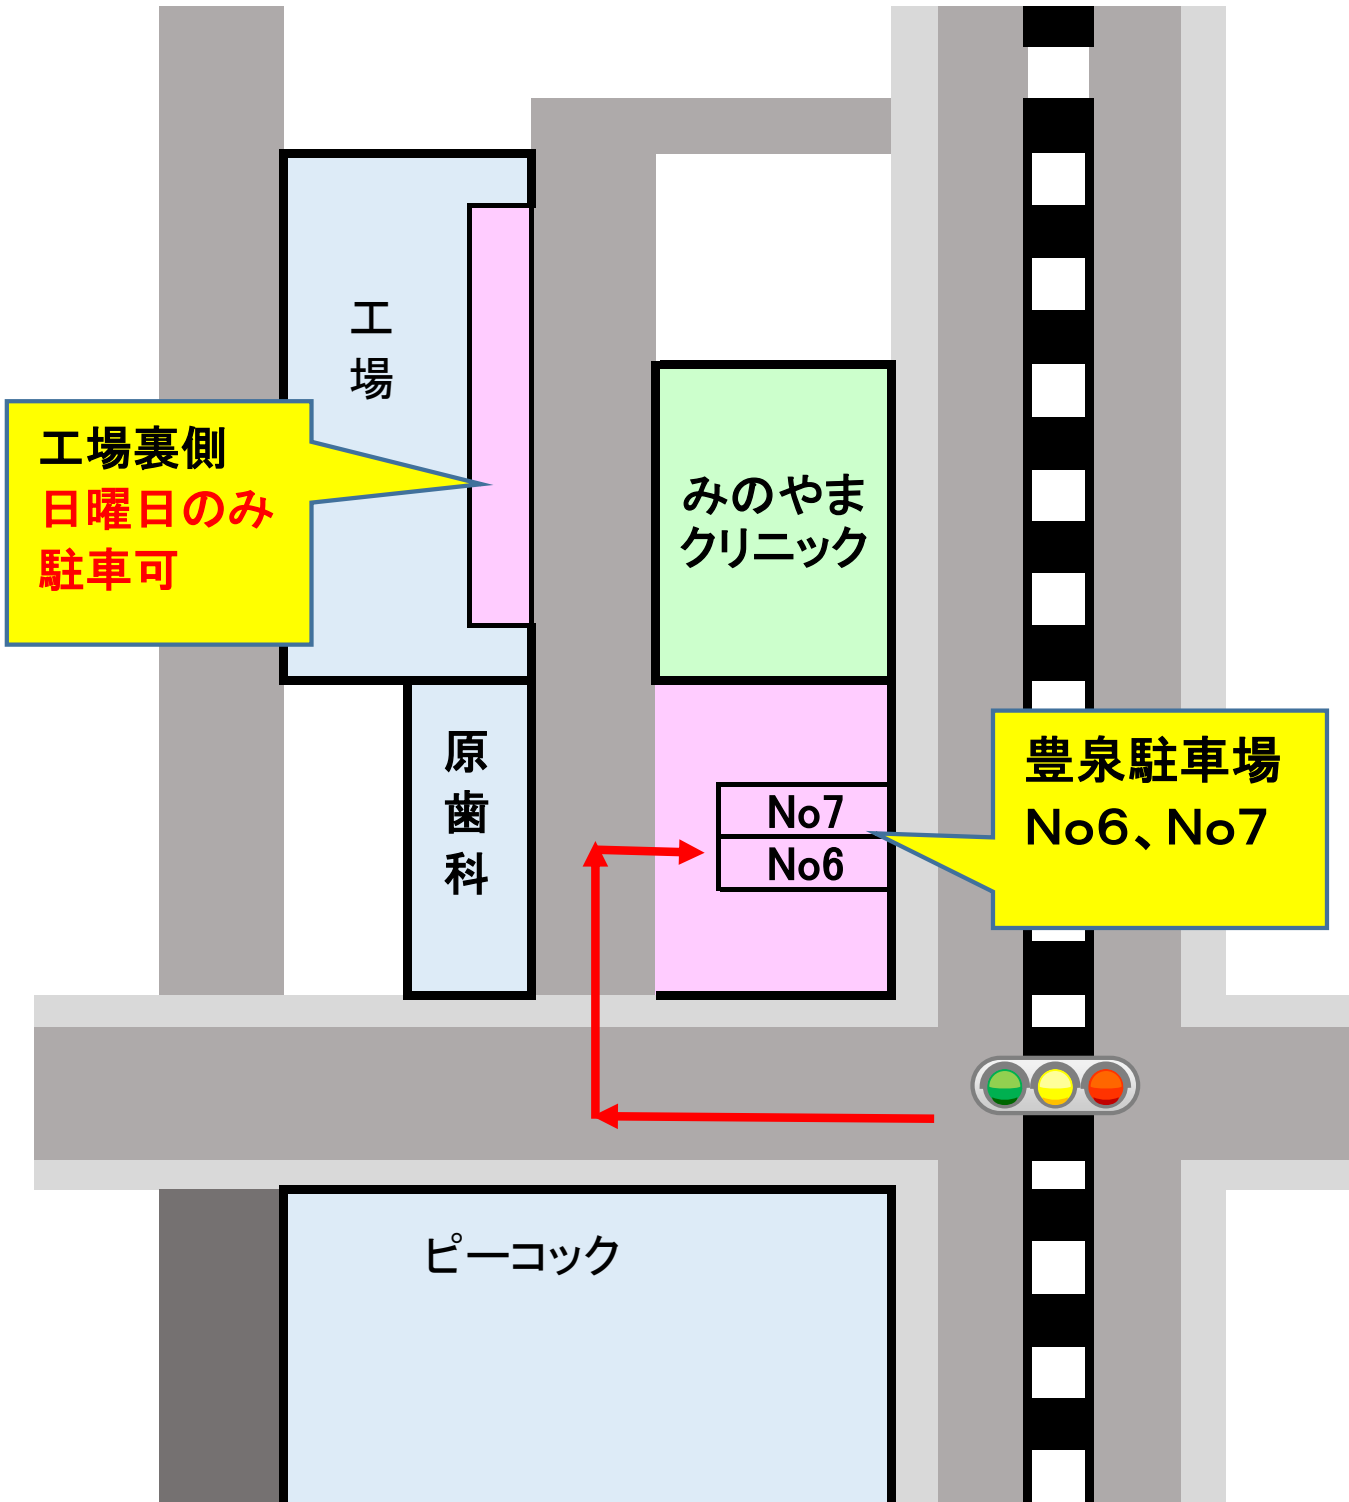 工
場
工場裏側
日曜日のみ
駐車可
みのやま
クリニック
原
歯
科
No7
No6
豊泉駐車場
No6、No7
ピーコック